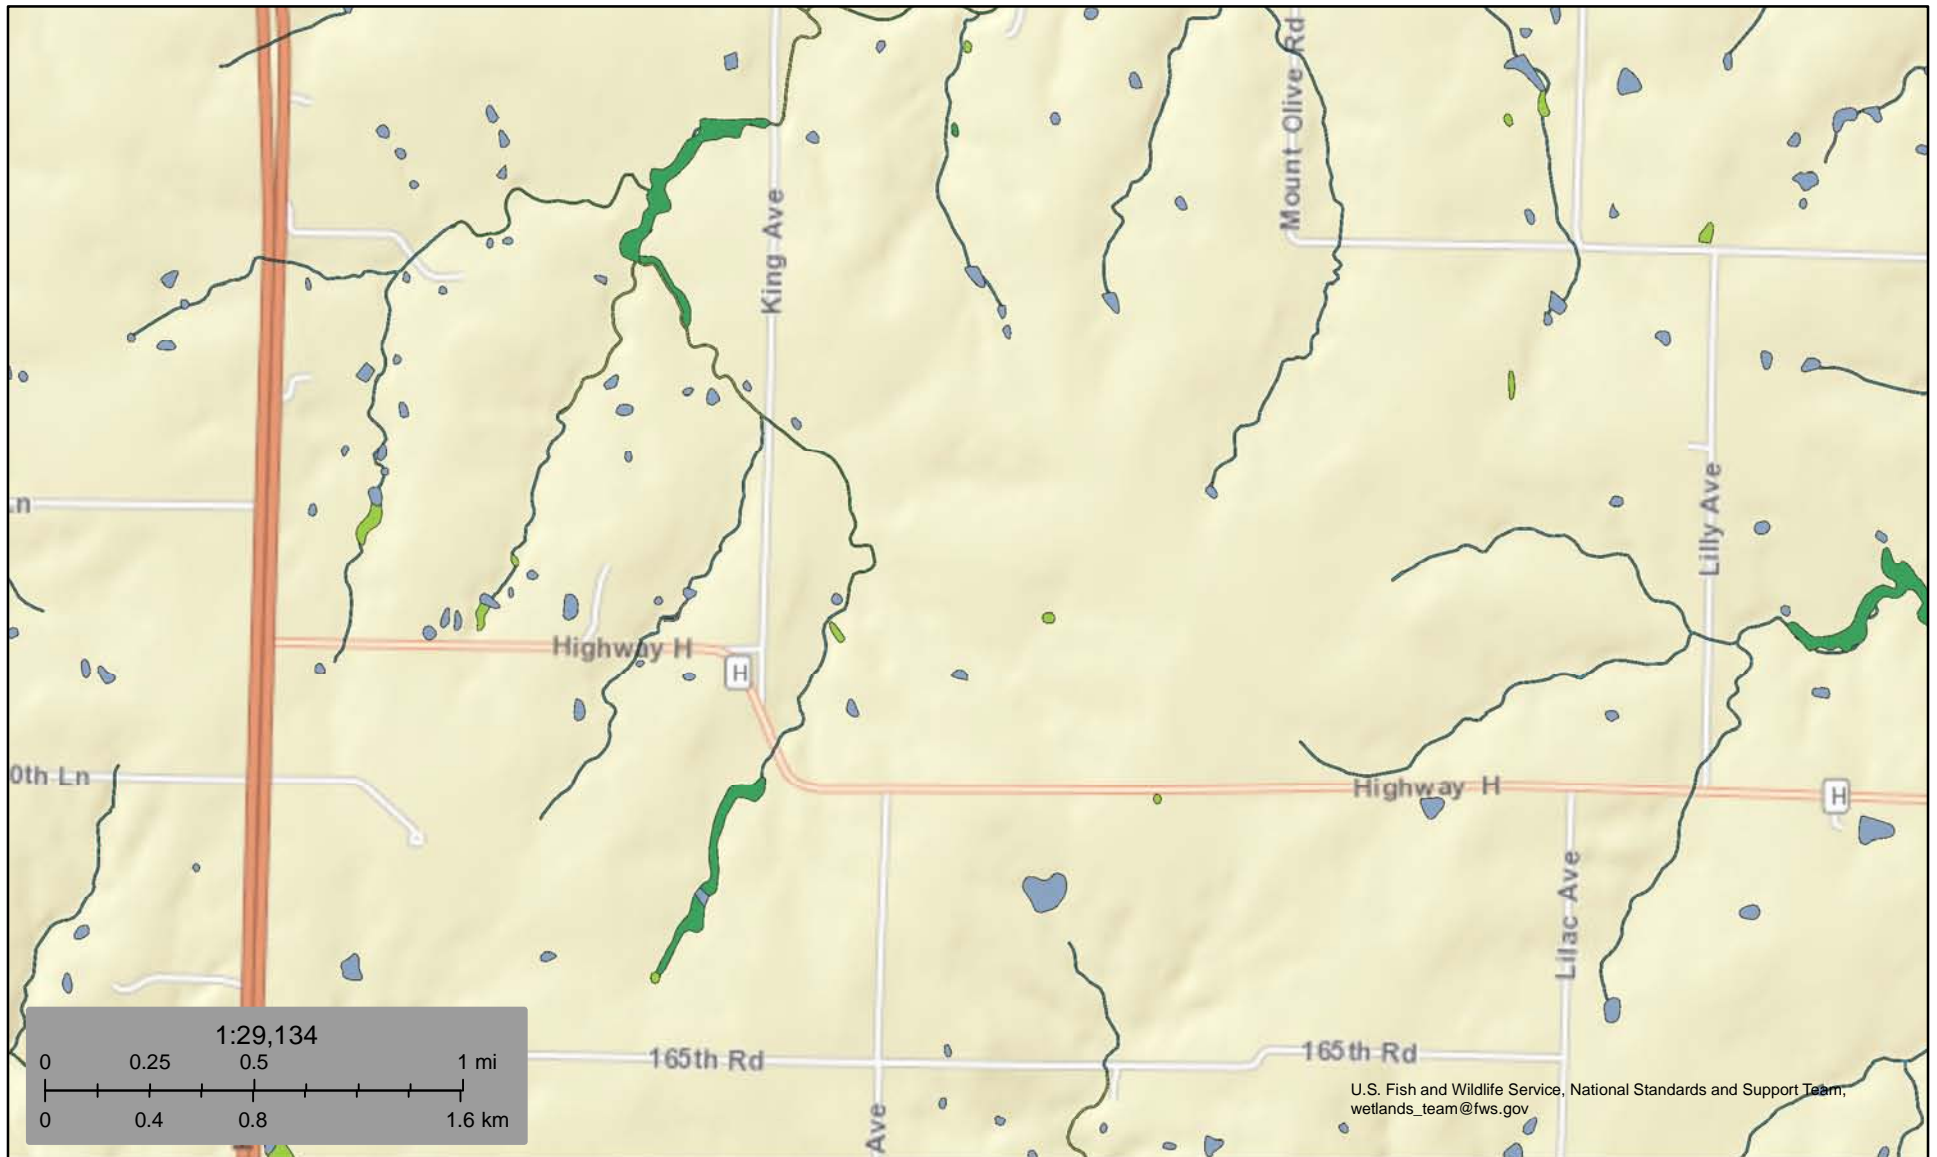 Mount Olive Rd
King Ave
Lilly Ave
Highway H
H
0th Ln
Highway H
H
Lilac Ave
1:29,134
0 0.25 0.5 1 mi
0 0.4 0.8 1.6 km
165th Rd
165th Rd
Ave
U.S. Fish and Wildlife Service, National Standards and Support Team,
wetlands_team@fws.gov